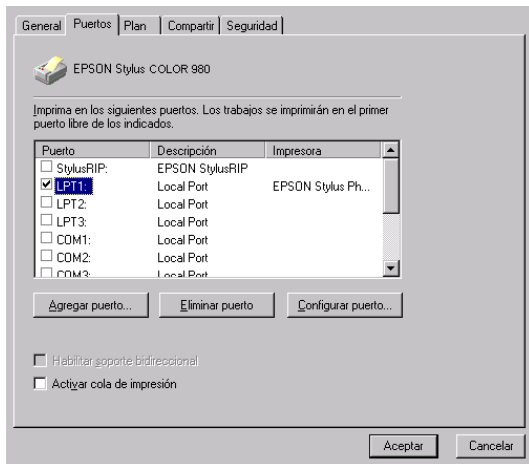 General Puertos Plan Compartir Seguridad
EPSON Stylus COLOR 980
Imprima en los siguientes puertos. Los trabajos se imprimirán en el primer
puerto libre de los indicados.
Puerto Descripción Impresora
StylusRIP: EPSON StylusRIP
LPT1: Local Port EPSON Stylus Ph...
LPT2: Local Port
LPT3: Local Port
COM1: Local Port
COM2: Local Port
COM3: Local Port
Agregar puerto... Eliminar puerto Configurar puerto...
Habilitar soporte bidireccional
Activar cola de impresión
Aceptar Cancelar